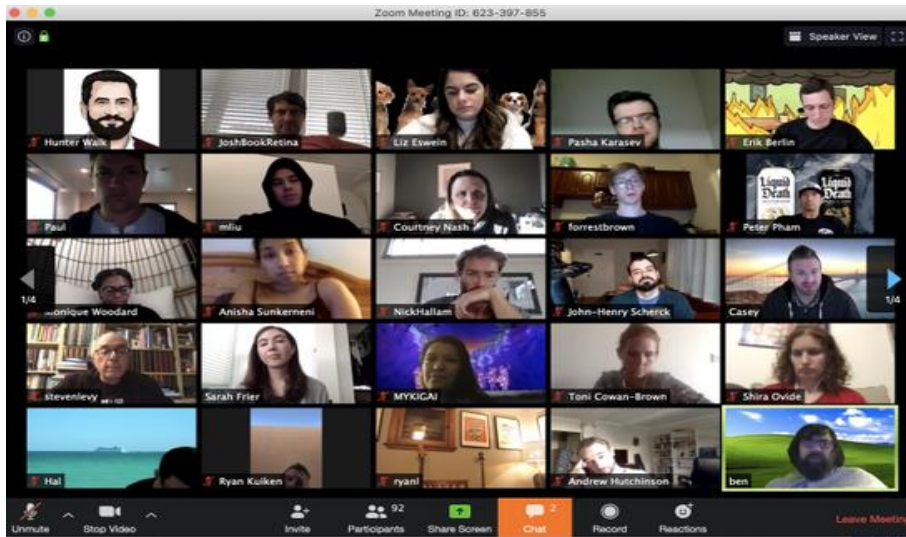 Zoom Meeting ID: 623-397-855
Speaker View
Hunter Walk
JoshBookRetina
Liz Eswein
Pasha Karasev
Erik Berlin
Paul
mliu
Courtney Nash
forrestbrown
Liquid Death
Liquid Death
Peter Pham
1/4
Monique Woodard
Anisha Sunkerneni
NickHallam
John-Henry Scherck
Casey
1/4
stevenlevy
Sarah Frier
MYKIGAI
Toni Cowan-Brown
Shira Ovide
Hal
Ryan Kuiken
ryanl
Andrew Hutchinson
ben
92
2
Unmute
Stop Video
Invite
Participants
Share Screen
Chat
Record
Reactions
Leave Meeting